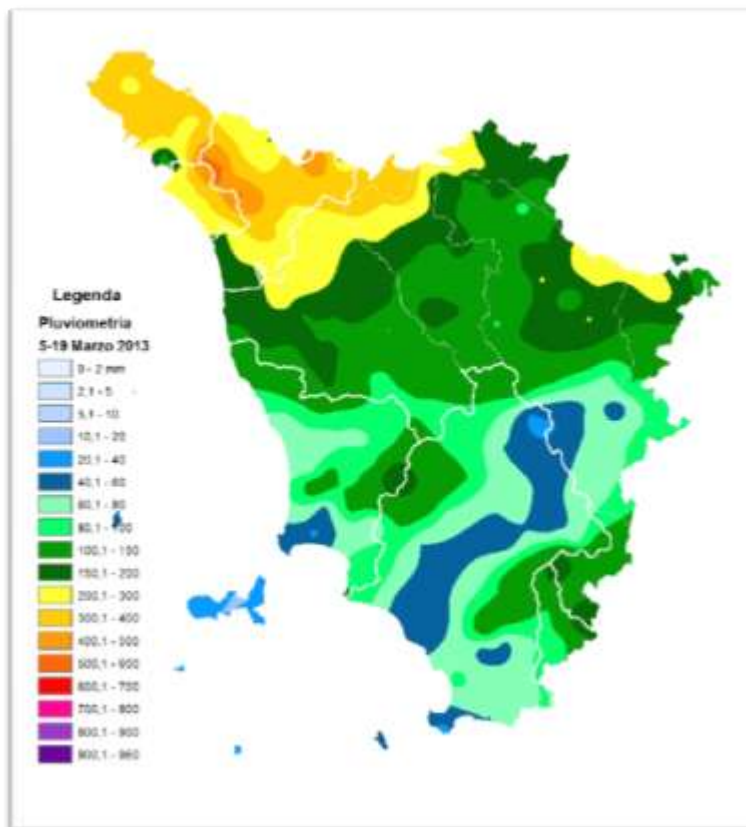 Legenda
Pluviometria
5-19 Marzo 2013
0 - 2 mm
2,1 - 5
5,1 - 10
10,1 - 20
20,1 - 40
40,1 - 60
60,1 - 80
80,1 - 100
100,1 - 150
150,1 - 200
200,1 - 300
300,1 - 400
400,1 - 500
500,1 - 600
600,1 - 700
700,1 - 800
800,1 - 900
900,1 - 960